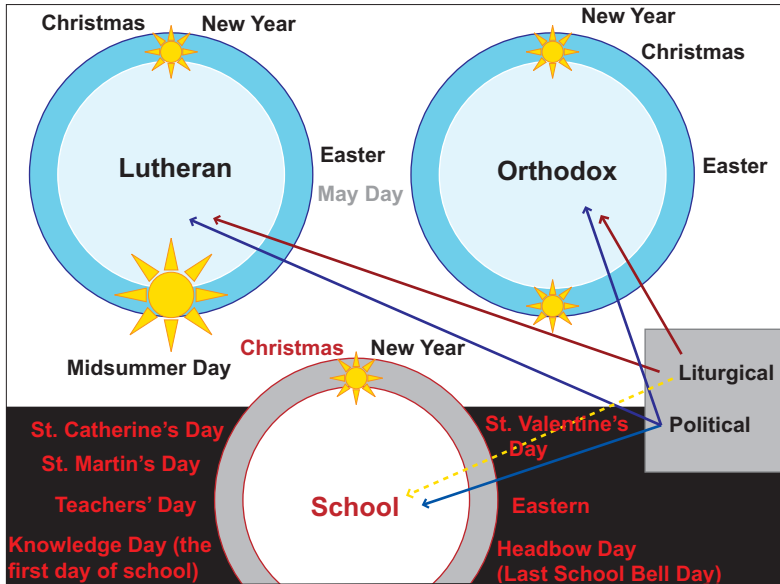 Christmas New Year
Lutheran
Easter
May Day
Midsummer Day
New Year
Christmas
Orthodox
Easter
Liturgical
Political
Christmas New Year
School
St. Catherine's Day
St. Martin's Day
Teachers' Day
Knowledge Day (the
first day of school)
St. Valentine's
Day
Eastern
Headbow Day
(Last School Bell Day)